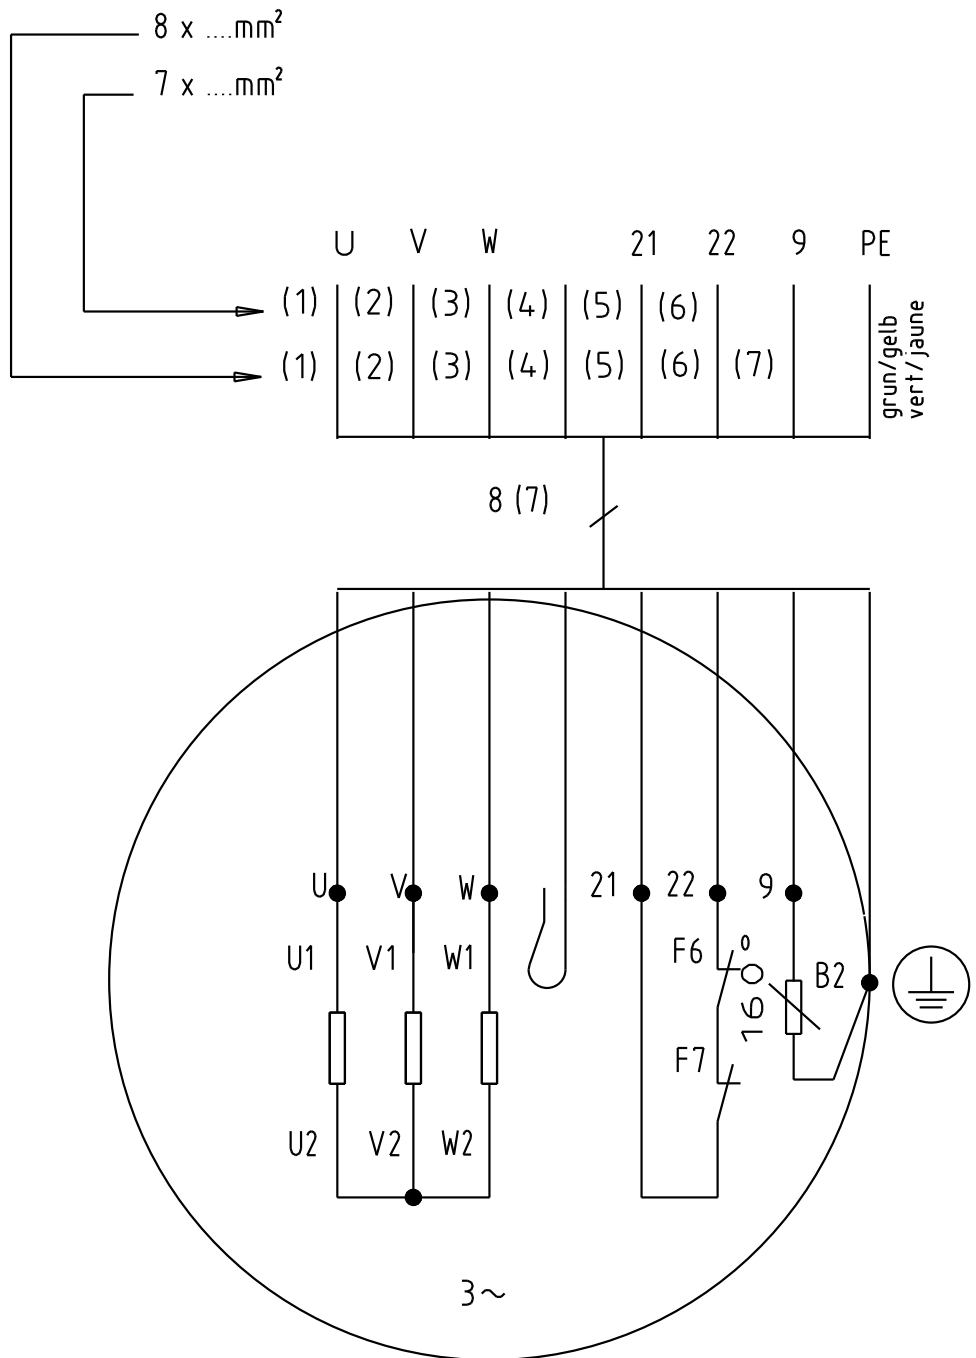 8 x ....mm²
7 x ....mm²
U V W 21 22 9 PE
(1) (2) (3) (4) (5) (6)
(1) (2) (3) (4) (5) (6) (7)
grun/gelb
vert/jaune
8 (7)
U V W 21 22 9
U1 V1 W1 F6 B2
160°
F7
U2 V2 W2
3~